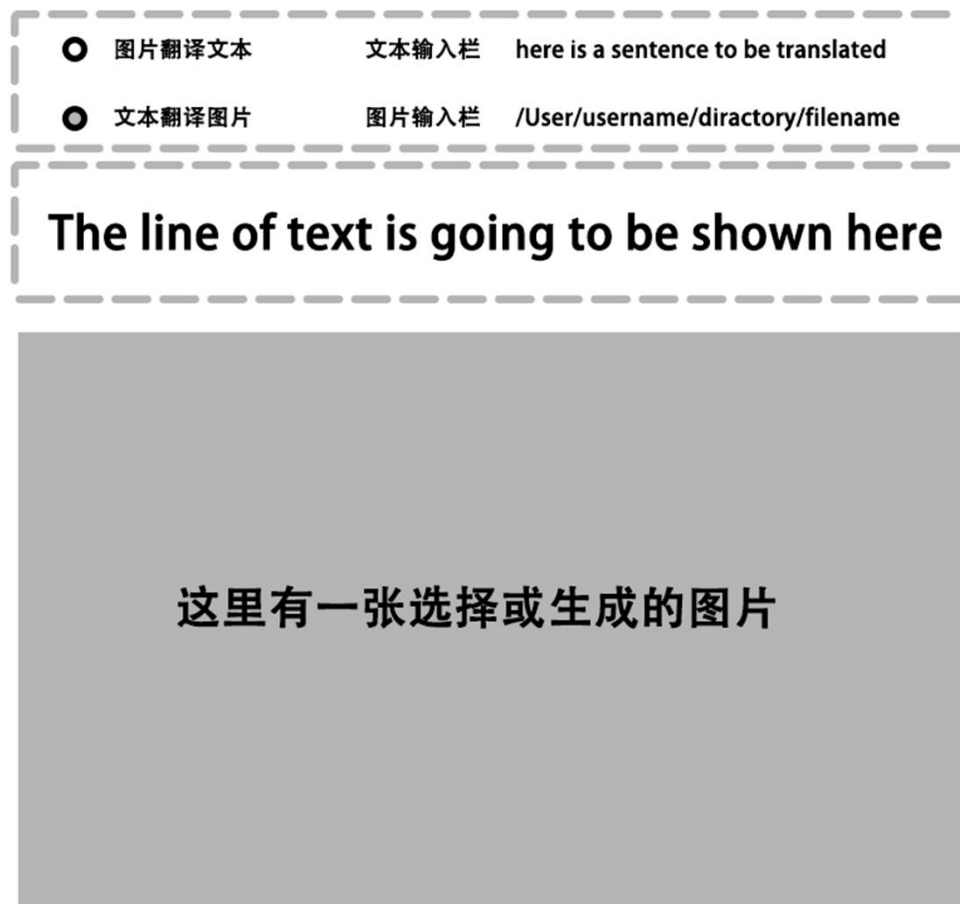 图片翻译文本 文本输入栏 here is a sentence to be translated
文本翻译图片 图片输入栏 /User/username/diractory/filename
The line of text is going to be shown here
这里有一张选择或生成的图片